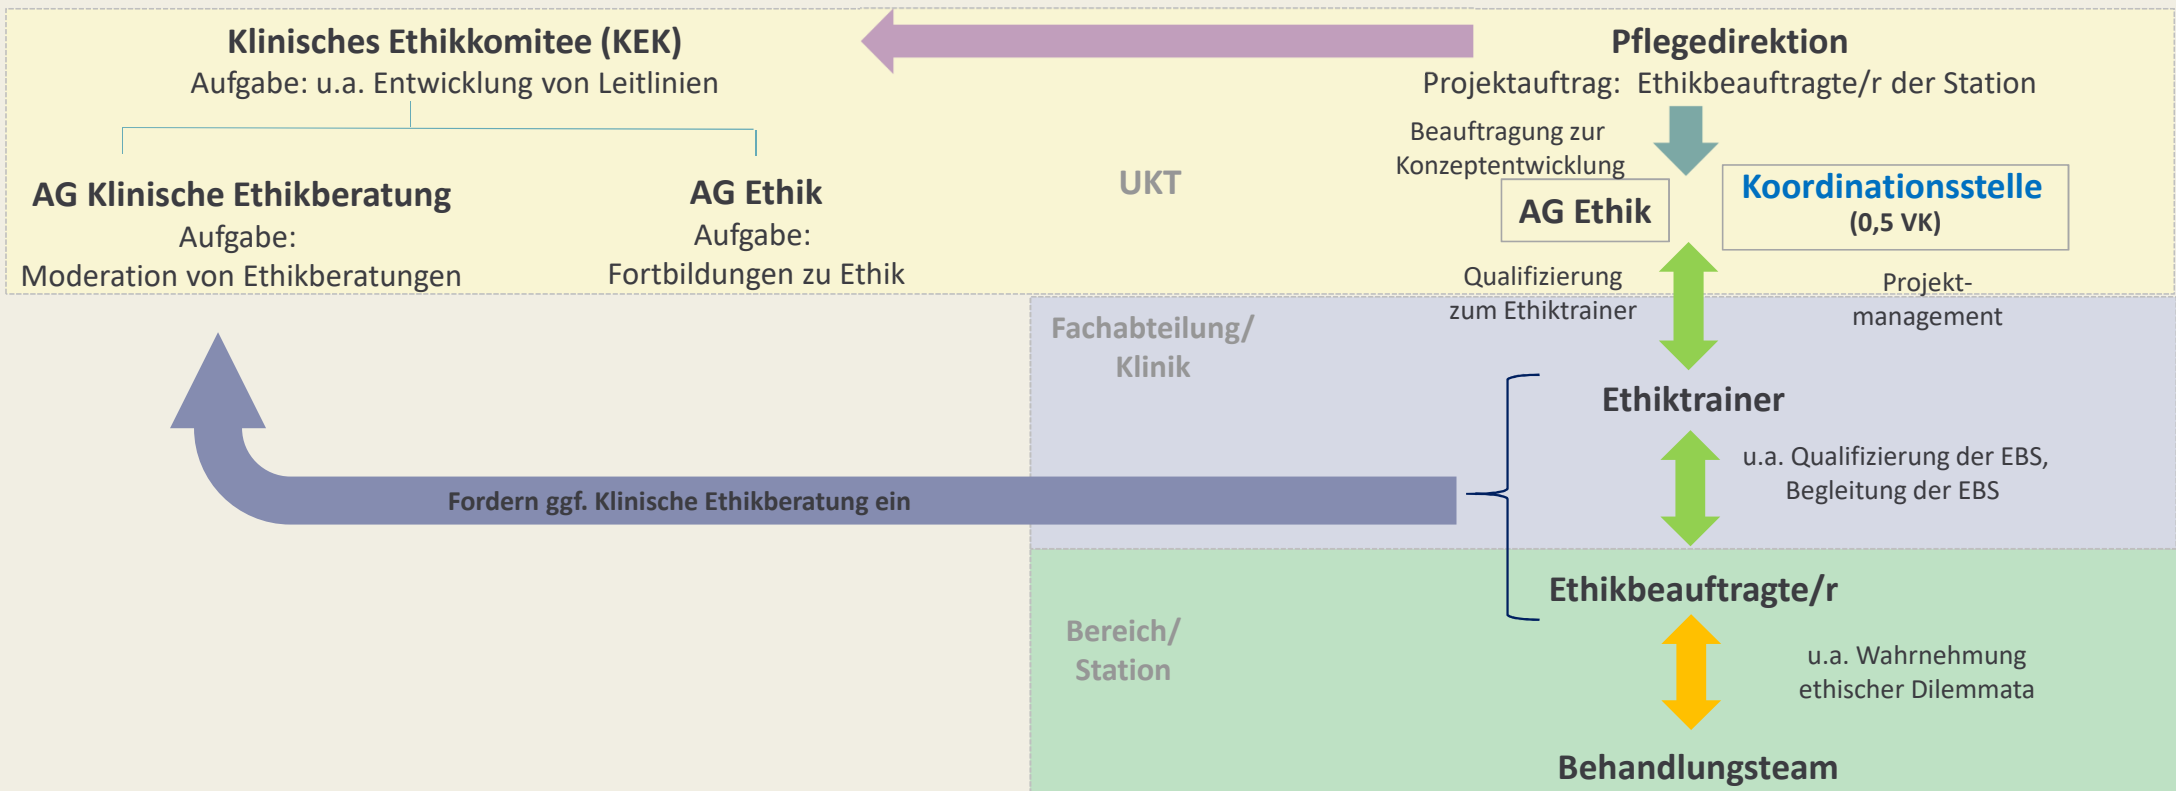 Klinisches Ethikkomitee (KEK)
Aufgabe: u.a. Entwicklung von Leitlinien
AG Klinische Ethikberatung
Aufgabe:
Moderation von Ethikberatungen
AG Ethik
Aufgabe:
Fortbildungen zu Ethik
UKT
Pflegedirektion
Projektauftrag: Ethikbeauftragte/r der Station
Beauftragung zur
Konzeptentwicklung
AG Ethik
Koordinationsstelle
(0,5 VK)
Qualifizierung
zum Ethiktrainer
Projekt-
management
Fachabteilung/
Klinik
Ethiktrainer
u.a. Qualifizierung der EBS,
Begleitung der EBS
Fordern ggf. Klinische Ethikberatung ein
Ethikbeauftragte/r
Bereich/
Station
u.a. Wahrnehmung
ethischer Dilemmata
Behandlungsteam